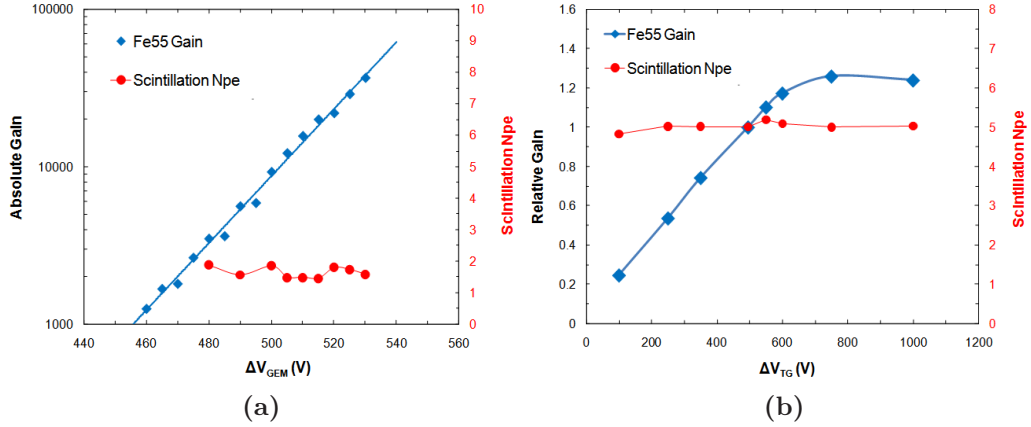 100000
10000
1000
Absolute Gain
Fe55 Gain
Scintillation Npe
10
9
8
7
6
5
4
3
2
1
0
Scintillation Npe
440 460 480 500 520 540 560
ΔV_GEM (V)
(a)
1.6
1.4
1.2
1
0.8
0.6
0.4
0.2
0
Relative Gain
Fe55 Gain
Scintillation Npe
8
7
6
5
4
3
2
1
0
Scintillation Npe
0 200 400 600 800 1000 1200
ΔV_TG (V)
(b)